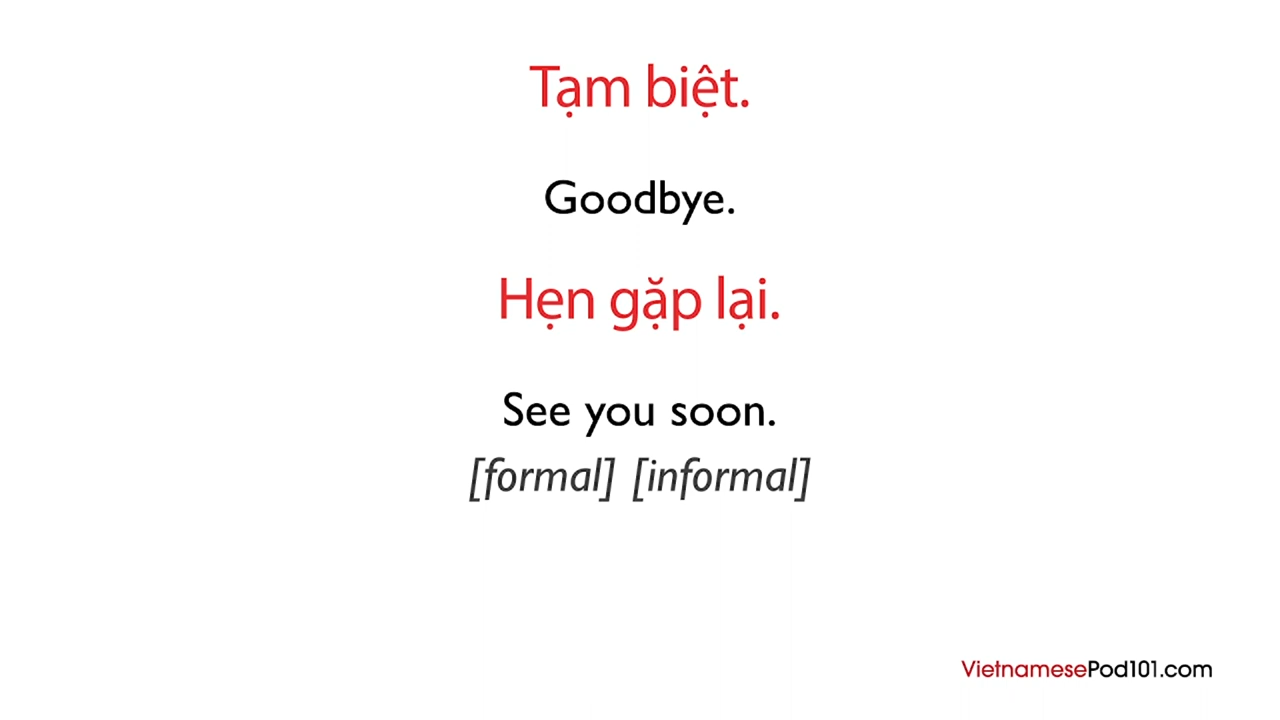 Tạm biệt.
Goodbye.
Hẹn gặp lại.
See you soon.
[formal] [informal]
VietnamesePod101.com